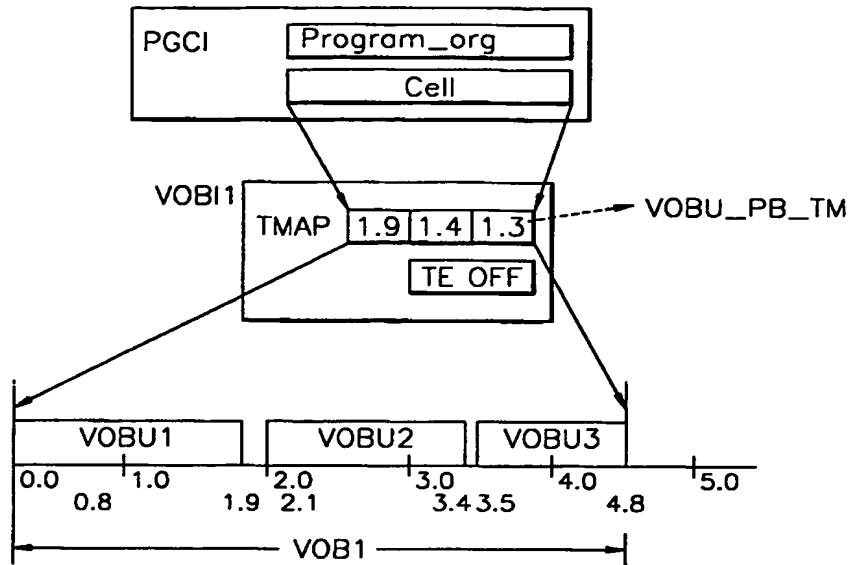 PGCI
Program_org
Cell
VOBI1
TMAP 1.9 1.4 1.3
VOBU_PB_TM
TE OFF
VOBU1 VOBU2 VOBU3
0.0 1.0 2.0 3.0 4.0 5.0
0.8 1.9 2.1 3.4 3.5 4.8
VOB1